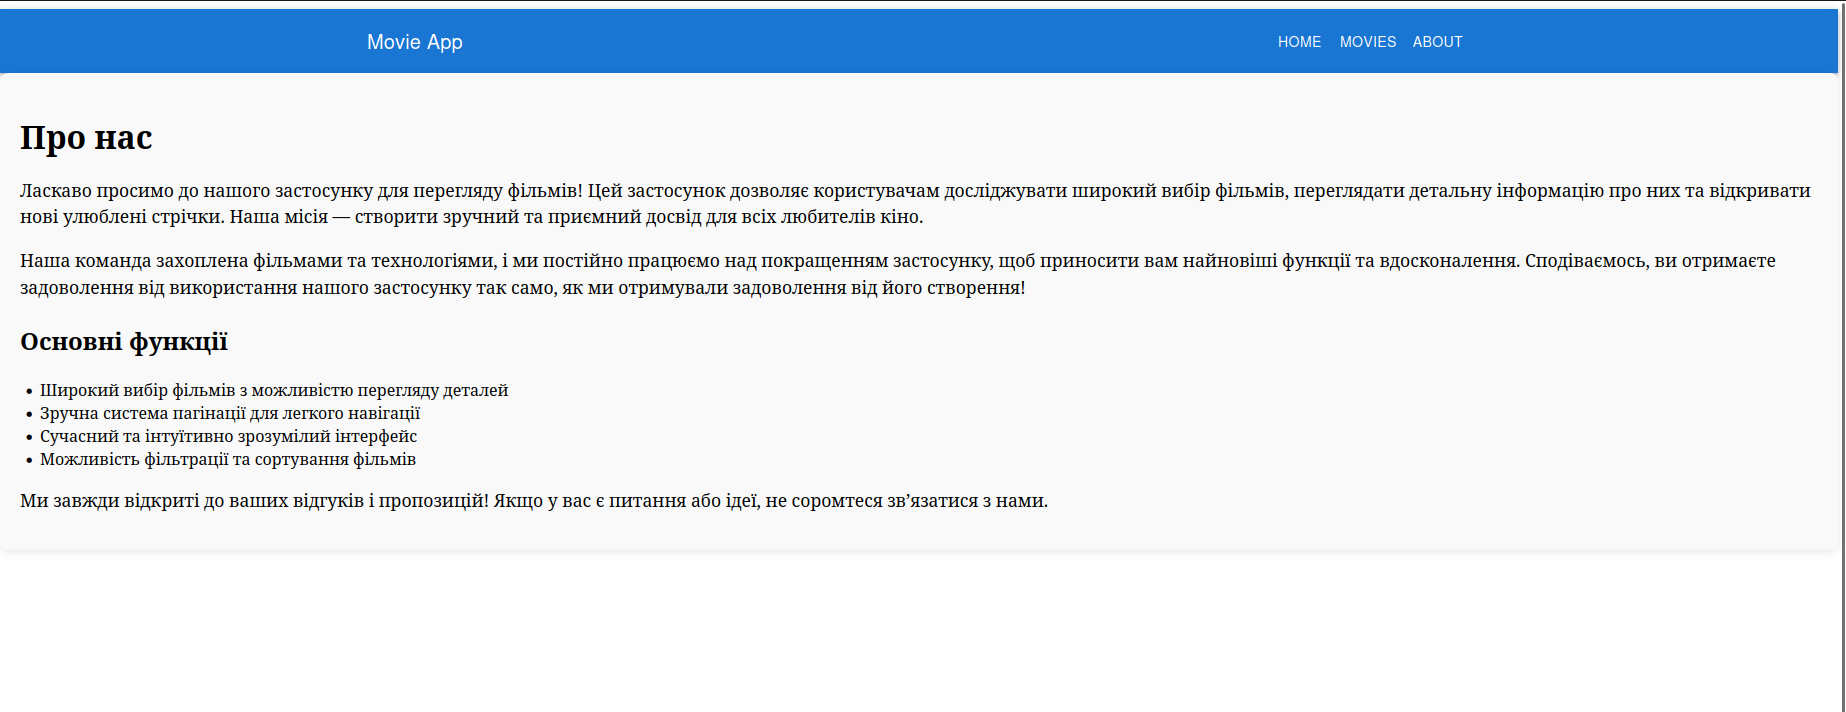 Movie App
HOME MOVIES ABOUT
Про нас
Ласкаво просимо до нашого застосунку для перегляду фільмів! Цей застосунок дозволяє користувачам досліджувати широкий вибір фільмів, переглядати детальну інформацію про них та відкривати
нові улюблені стрічки. Наша місія — створити зручний та приємний досвід для всіх любителів кіно.
Наша команда захоплена фільмами та технологіями, і ми постійно працюємо над покращенням застосунку, щоб приносити вам найновіші функції та вдосконалення. Сподіваємось, ви отримаєте
задоволення від використання нашого застосунку так само, як ми отримували задоволення від його створення!
Основні функції
• Широкий вибір фільмів з можливістю перегляду деталей
• Зручна система пагінації для легкого навігації
• Сучасний та інтуїтивно зрозумілий інтерфейс
• Можливість фільтрації та сортування фільмів
Ми завжди відкриті до ваших відгуків і пропозицій! Якщо у вас є питання або ідеї, не соромтеся зв’язатися з нами.